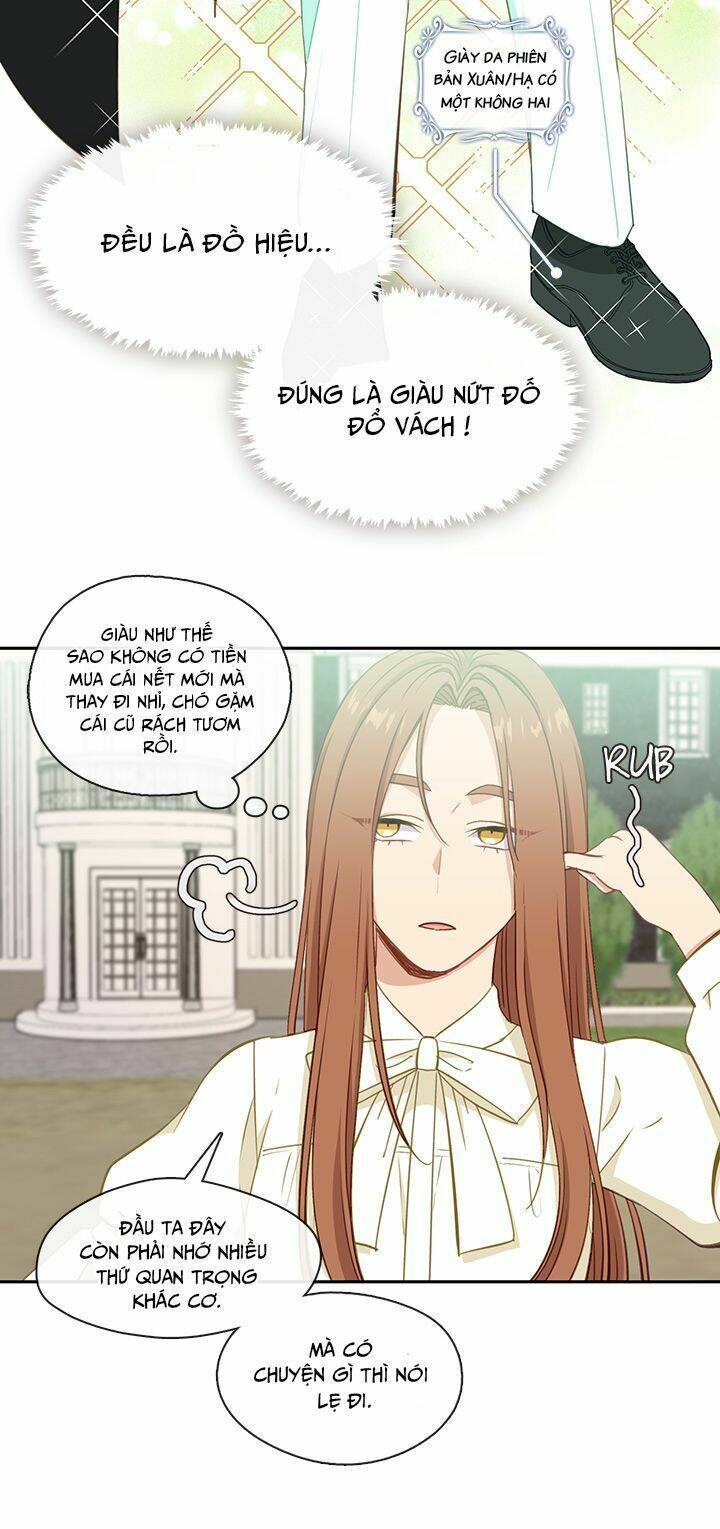 GIÀY DA PHIÊN
BẢN XUÂN/HẠ CÓ
MỘT KHÔNG HAI
ĐỀU LÀ ĐỒ HIỆU...
ĐÚNG LÀ GIÀU NỨT ĐỐ
ĐỔ VÁCH !
GIÀU NHƯ THẾ
SAO KHÔNG CÓ TIỀN
MUA CÁI NẾT MỚI MÀ
THAY ĐI NHỈ, CHÓ GẶM
CÁI CŨ RÁCH TƯƠM
RỒI.
RUB
ĐẦU TA ĐÂY
CÒN PHẢI NHỚ NHIỀU
THỨ QUAN TRỌNG
KHÁC CƠ.
MÀ CÓ
CHUYỆN GÌ THÌ NÓI
LẸ ĐI.